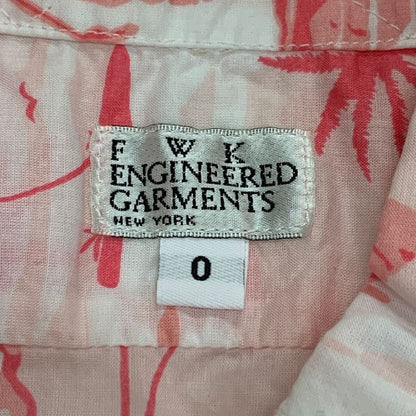 F W K
ENGINEERED
GARMENTS
NEW YORK
0